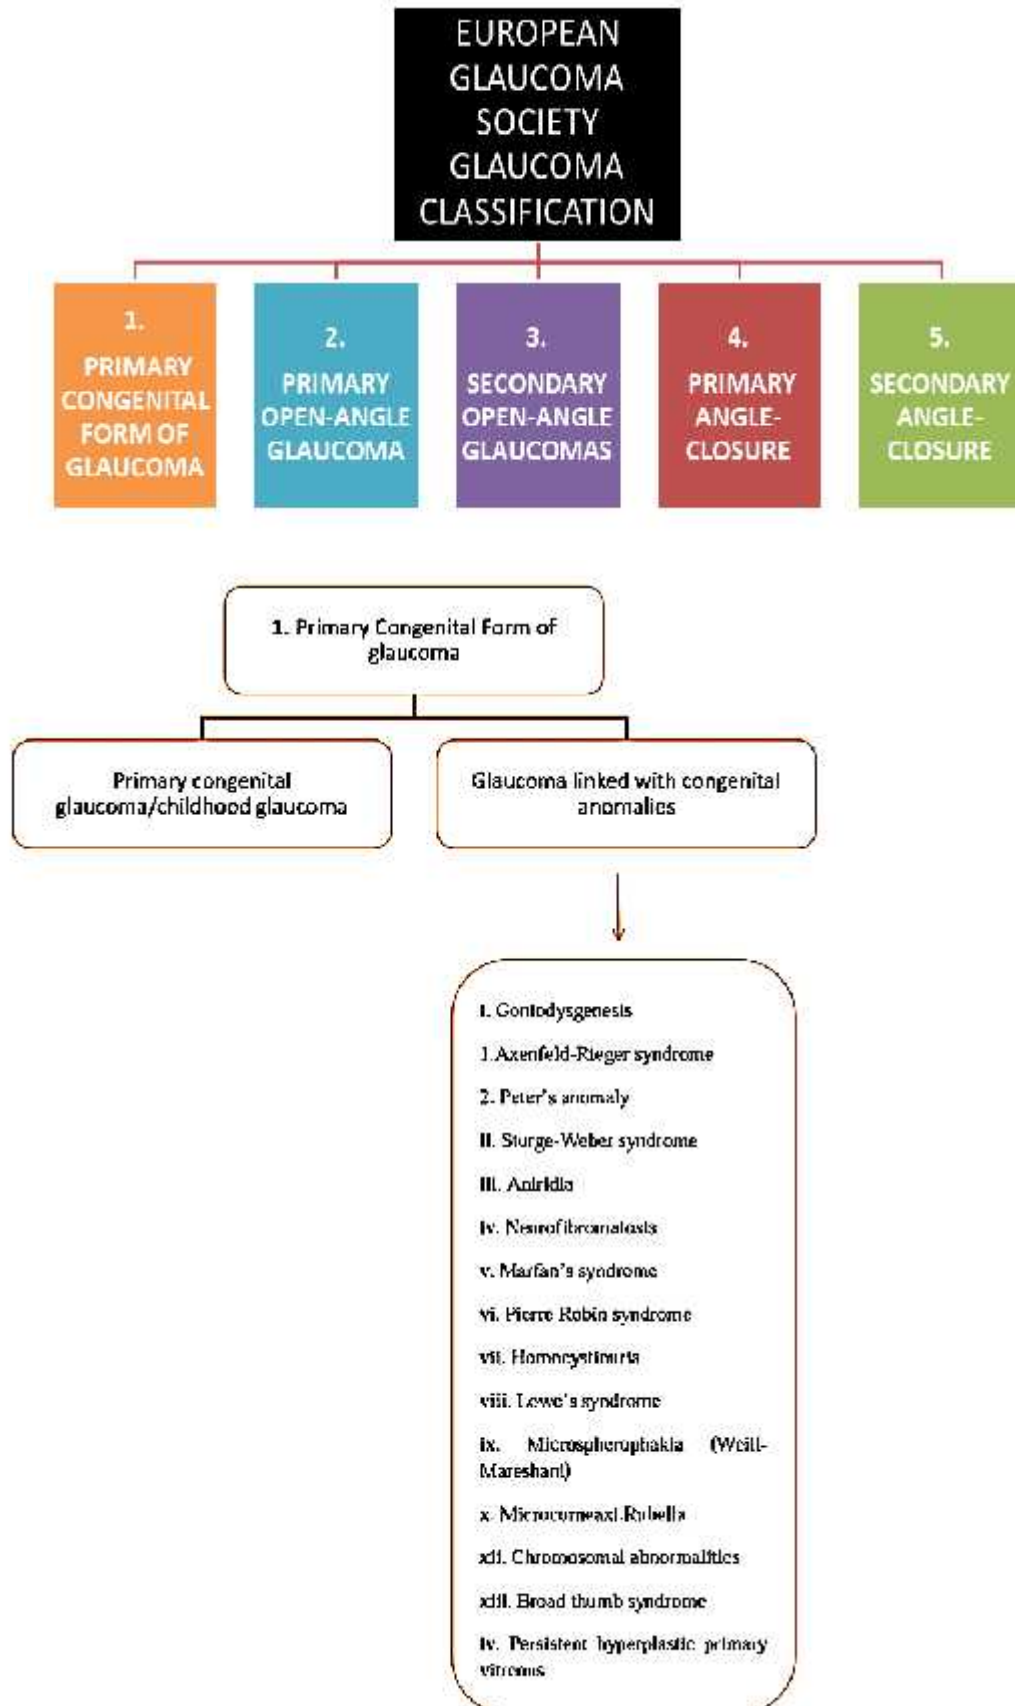 EUROPEAN
GLAUCOMA
SOCIETY
GLAUCOMA
CLASSIFICATION
1.
PRIMARY
CONGENITAL
FORM OF
GLAUCOMA
2.
PRIMARY
OPEN-ANGLE
GLAUCOMA
3.
SECONDARY
OPEN-ANGLE
GLAUCOMAS
4.
PRIMARY
ANGLE-
CLOSURE
5.
SECONDARY
ANGLE-
CLOSURE
1. Primary Congenital Form of
glaucoma
Primary congenital
glaucoma/childhood glaucoma
Glaucoma linked with congenital
anomalies
i. Goniodysgenesis
1.Axenfeld-Rieger syndrome
2. Peter's anomaly
ii. Sturge-Weber syndrome
iii. Aniridia
iv. Neurofibromatosis
v. Marfan's syndrome
vi. Pierre Robin syndrome
vii. Homocystinuria
viii. Lowe's syndrome
ix. Microspherophakia (Weill-
Mareshani)
x. Microcorneaxi.Rubella
xii. Chromosomal abnormalities
xiii. Broad thumb syndrome
iv. Persistent hyperplastic primary
vitreous